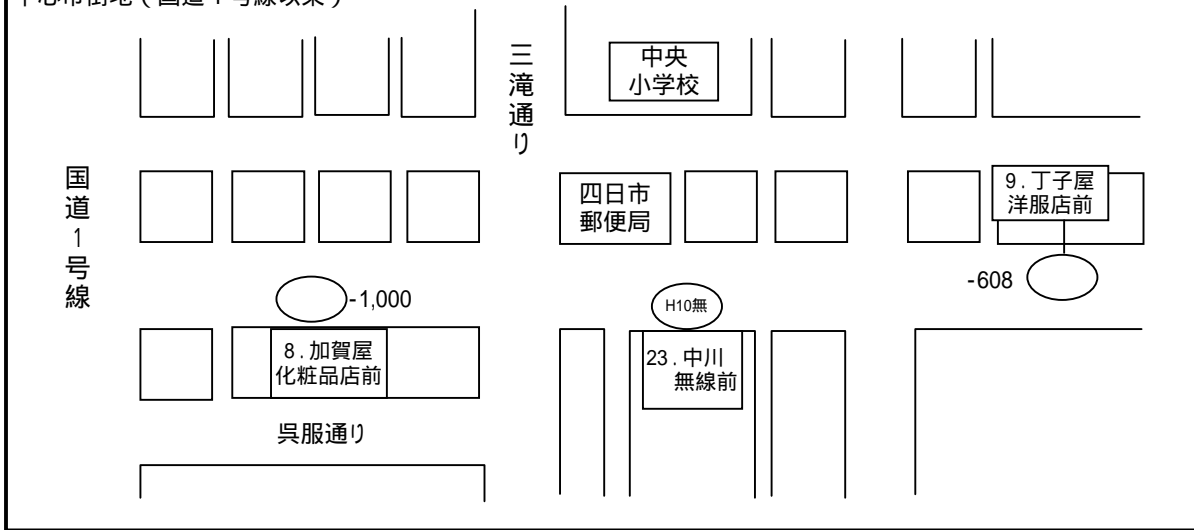 中心市街地(国道1号線以東)
三滝通り
中央
小学校
国道1号線
四日市
郵便局
9.丁子屋
洋服店前
-608
-1,000
H10無
8.加賀屋
化粧品店前
23.中川
無線前
呉服通り